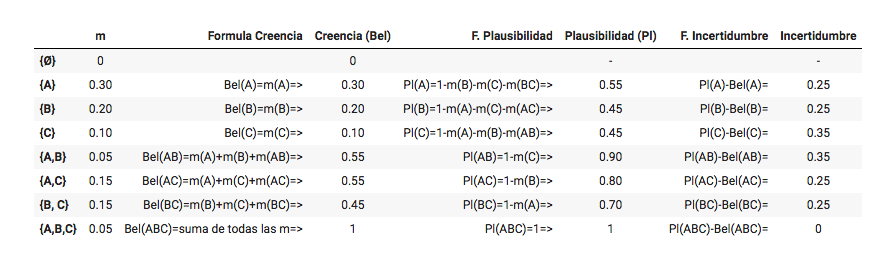 m Formula Creencia Creencia (Bel) F. Plausibilidad Plausibilidad (Pl) F. Incertidumbre Incertidumbre
{Ø} 0 0 - -
{A} 0.30 Bel(A)=m(A)=> 0.30 Pl(A)=1-m(B)-m(C)-m(BC)=> 0.55 Pl(A)-Bel(A)= 0.25
{B} 0.20 Bel(B)=m(B)=> 0.20 Pl(B)=1-m(A)-m(C)-m(AC)=> 0.45 Pl(B)-Bel(B)= 0.25
{C} 0.10 Bel(C)=m(C)=> 0.10 Pl(C)=1-m(A)-m(B)-m(AB)=> 0.45 Pl(C)-Bel(C)= 0.35
{A,B} 0.05 Bel(AB)=m(A)+m(B)+m(AB)=> 0.55 Pl(AB)=1-m(C)=> 0.90 Pl(AB)-Bel(AB)= 0.35
{A,C} 0.15 Bel(AC)=m(A)+m(C)+m(AC)=> 0.55 Pl(AC)=1-m(B)=> 0.80 Pl(AC)-Bel(AC)= 0.25
{B, C} 0.15 Bel(BC)=m(B)+m(C)+m(BC)=> 0.45 Pl(BC)=1-m(A)=> 0.70 Pl(BC)-Bel(BC)= 0.25
{A,B,C} 0.05 Bel(ABC)=suma de todas las m=> 1 Pl(ABC)=1=> 1 Pl(ABC)-Bel(ABC)= 0